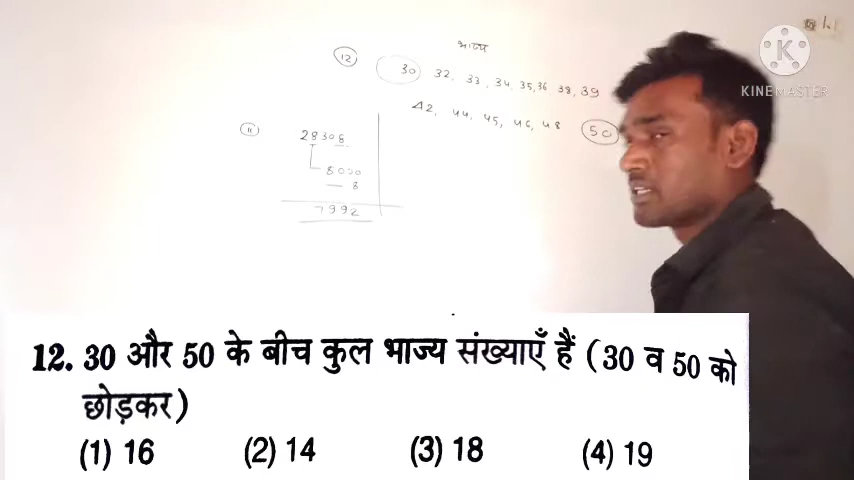 K
KINEMASTER
भाज्य
12
30 32, 33, 34, 35, 36 38, 39
42, 44, 45, 46, 48 50
11
28308
8000
— 8
7992
12. 30 और 50 के बीच कुल भाज्य संख्याएँ हैं (30 व 50 को
छोड़कर)
(1) 16 (2) 14 (3) 18 (4) 19